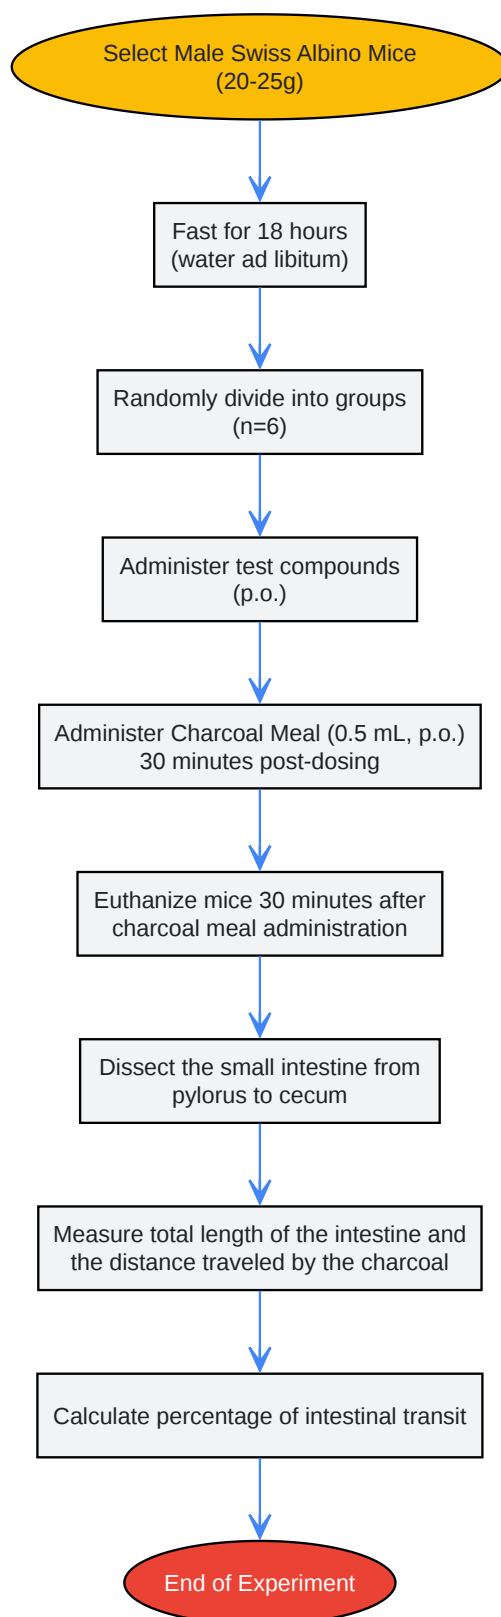 Select Male Swiss Albino Mice
(20-25g)
Fast for 18 hours
(water ad libitum)
Randomly divide into groups
(n=6)
Administer test compounds
(p.o.)
Administer Charcoal Meal (0.5 mL, p.o.)
30 minutes post-dosing
Euthanize mice 30 minutes after
charcoal meal administration
Dissect the small intestine from
pylorus to cecum
Measure total length of the intestine and
the distance traveled by the charcoal
Calculate percentage of intestinal transit
End of Experiment